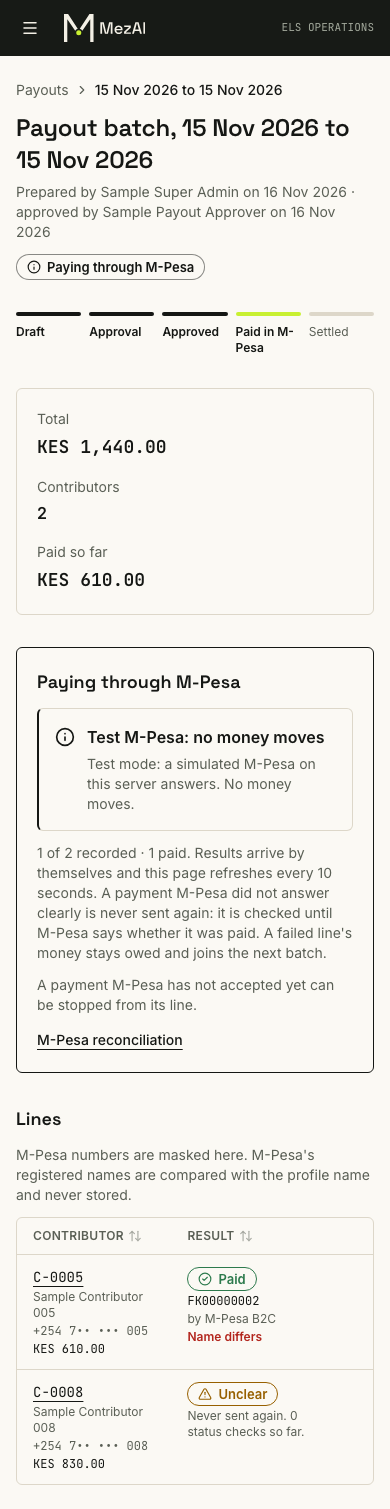 MezAI
ELS OPERATIONS
Payouts > 15 Nov 2026 to 15 Nov 2026
Payout batch, 15 Nov 2026 to
15 Nov 2026
Prepared by Sample Super Admin on 16 Nov 2026 ·
approved by Sample Payout Approver on 16 Nov
2026
Paying through M-Pesa
Draft
Approval
Approved
Paid in M-
Pesa
Settled
Total
KES 1,440.00
Contributors
2
Paid so far
KES 610.00
Paying through M-Pesa
Test M-Pesa: no money moves
Test mode: a simulated M-Pesa on
this server answers. No money
moves.
1 of 2 recorded · 1 paid. Results arrive by
themselves and this page refreshes every 10
seconds. A payment M-Pesa did not answer
clearly is never sent again: it is checked until
M-Pesa says whether it was paid. A failed line's
money stays owed and joins the next batch.
A payment M-Pesa has not accepted yet can
be stopped from its line.
M-Pesa reconciliation
Lines
M-Pesa numbers are masked here. M-Pesa's
registered names are compared with the profile name
and never stored.
CONTRIBUTOR
RESULT
C-0005
Sample Contributor
005
+254 7•• ••• 005
KES 610.00
Paid
FK00000002
by M-Pesa B2C
Name differs
C-0008
Sample Contributor
008
+254 7•• ••• 008
KES 830.00
Unclear
Never sent again. 0
status checks so far.